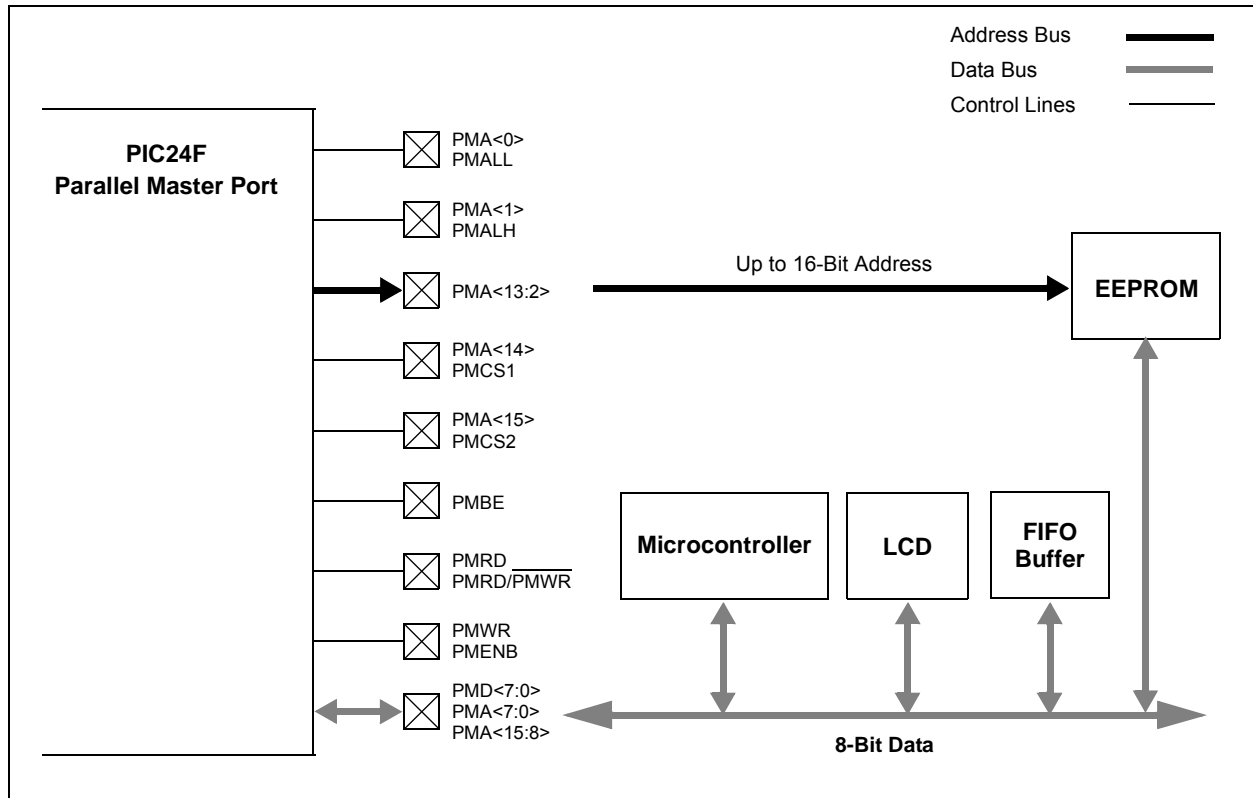 Address Bus
Data Bus
Control Lines
PIC24F
Parallel Master Port
PMA<0>
PMALL
PMA<1>
PMALH
PMA<13:2>
Up to 16-Bit Address
EEPROM
PMA<14>
PMCS1
PMA<15>
PMCS2
PMBE
Microcontroller
LCD
FIFO
Buffer
PMRD
PMRD/PMWR
PMWR
PMENB
PMD<7:0>
PMA<7:0>
PMA<15:8>
8-Bit Data